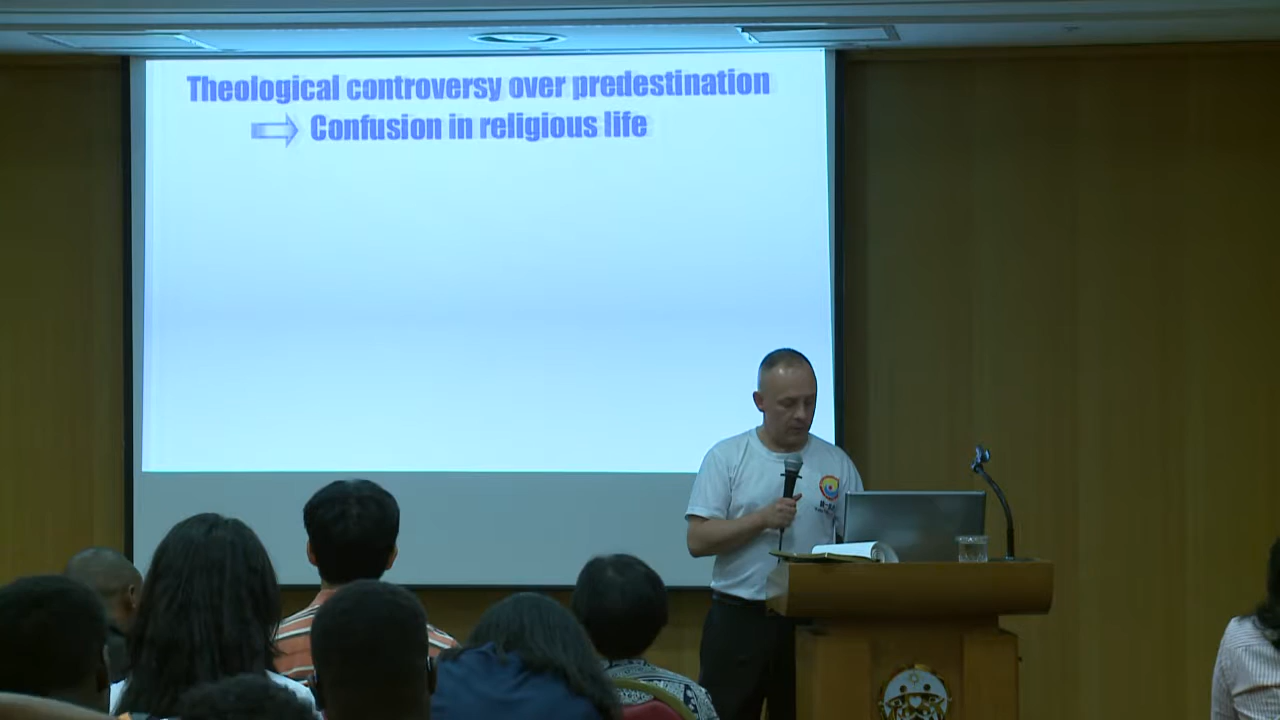 Theological controversy over predestination
Confusion in religious life